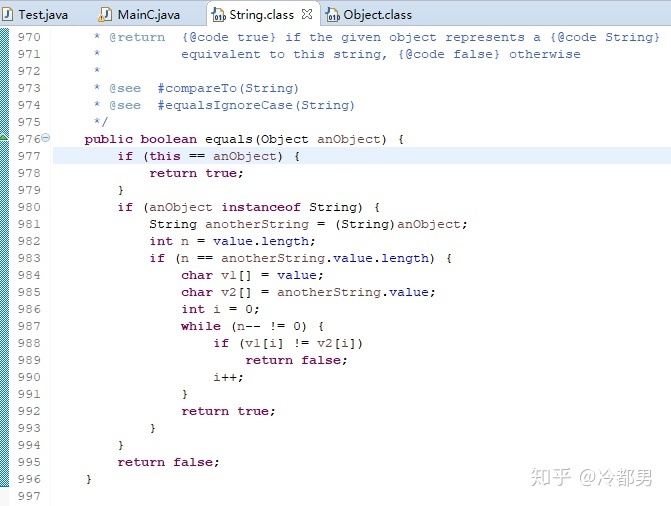 Test.java MainC.java String.class Object.class
970 * @return {@code true} if the given object represents a {@code String}
971 * equivalent to this string, {@code false} otherwise
972 *
973 * @see #compareTo(String)
974 * @see #equalsIgnoreCase(String)
975 */
976 public boolean equals(Object anObject) {
977 if (this == anObject) {
978 return true;
979 }
980 if (anObject instanceof String) {
981 String anotherString = (String)anObject;
982 int n = value.length;
983 if (n == anotherString.value.length) {
984 char v1[] = value;
985 char v2[] = anotherString.value;
986 int i = 0;
987 while (n-- != 0) {
988 if (v1[i] != v2[i])
989 return false;
990 i++;
991 }
992 return true;
993 }
994 }
995 return false;
996 }
997
知乎 @冷都男